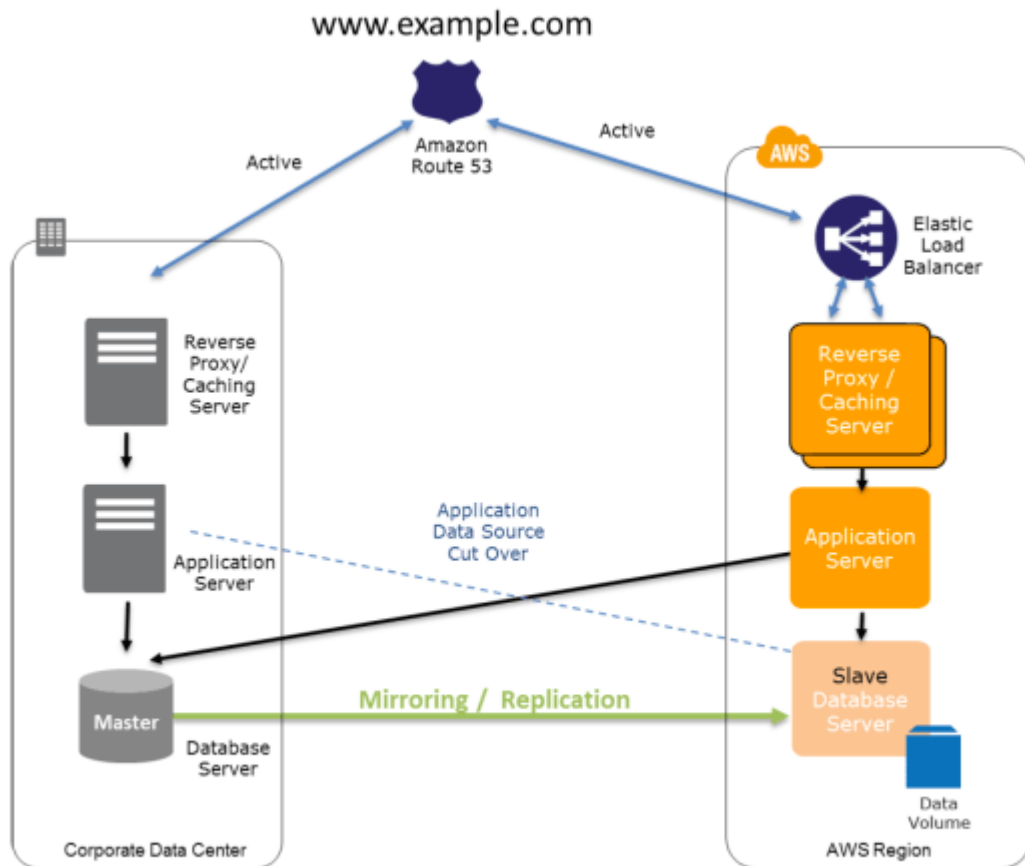 www.example.com
Amazon
Route 53
Active
Active
AWS
Elastic
Load
Balancer
Reverse
Proxy/
Caching
Server
Reverse
Proxy /
Caching
Server
Application
Data Source
Cut Over
Application
Server
Application
Server
Master
Database
Server
Mirroring / Replication
Slave
Database
Server
Data
Volume
Corporate Data Center
AWS Region